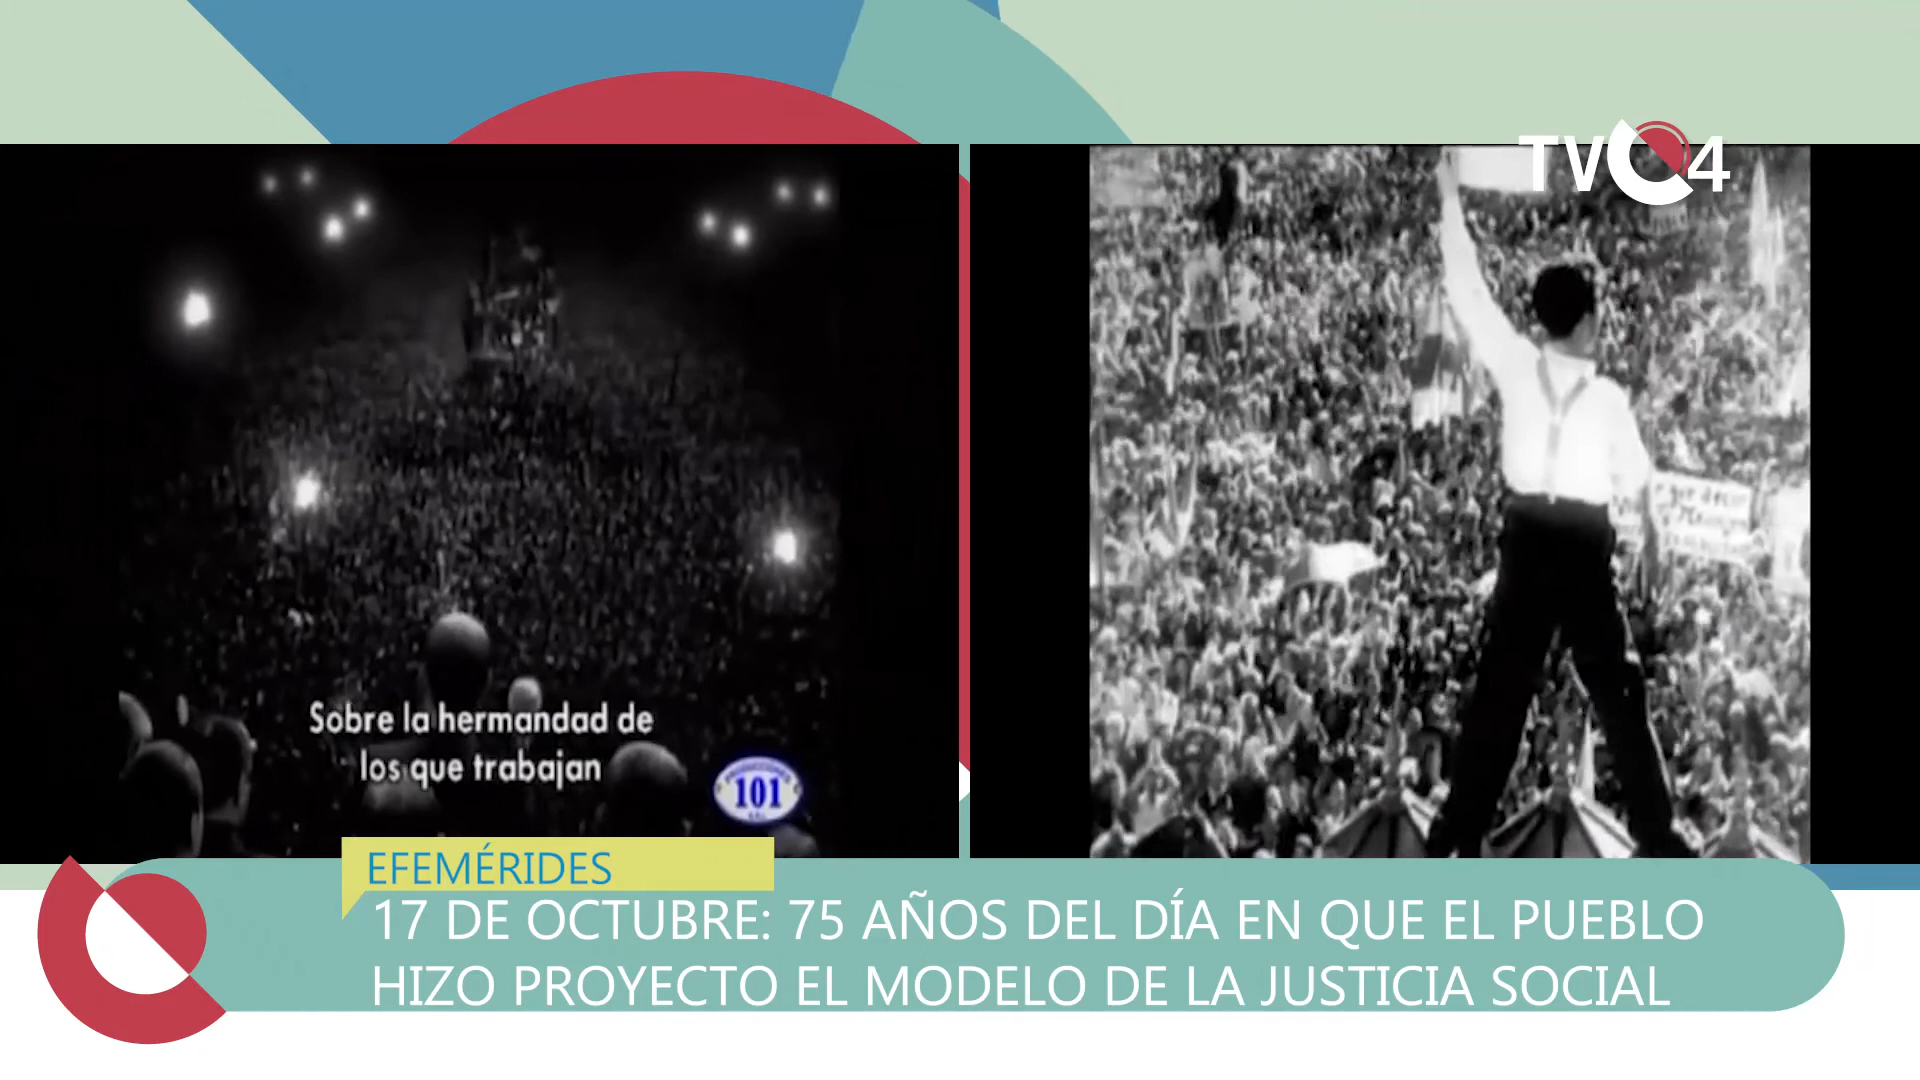 TVC4
Sobre la hermandad de
los que trabajan
101
EFEMÉRIDES
17 DE OCTUBRE: 75 AÑOS DEL DÍA EN QUE EL PUEBLO
HIZO PROYECTO EL MODELO DE LA JUSTICIA SOCIAL